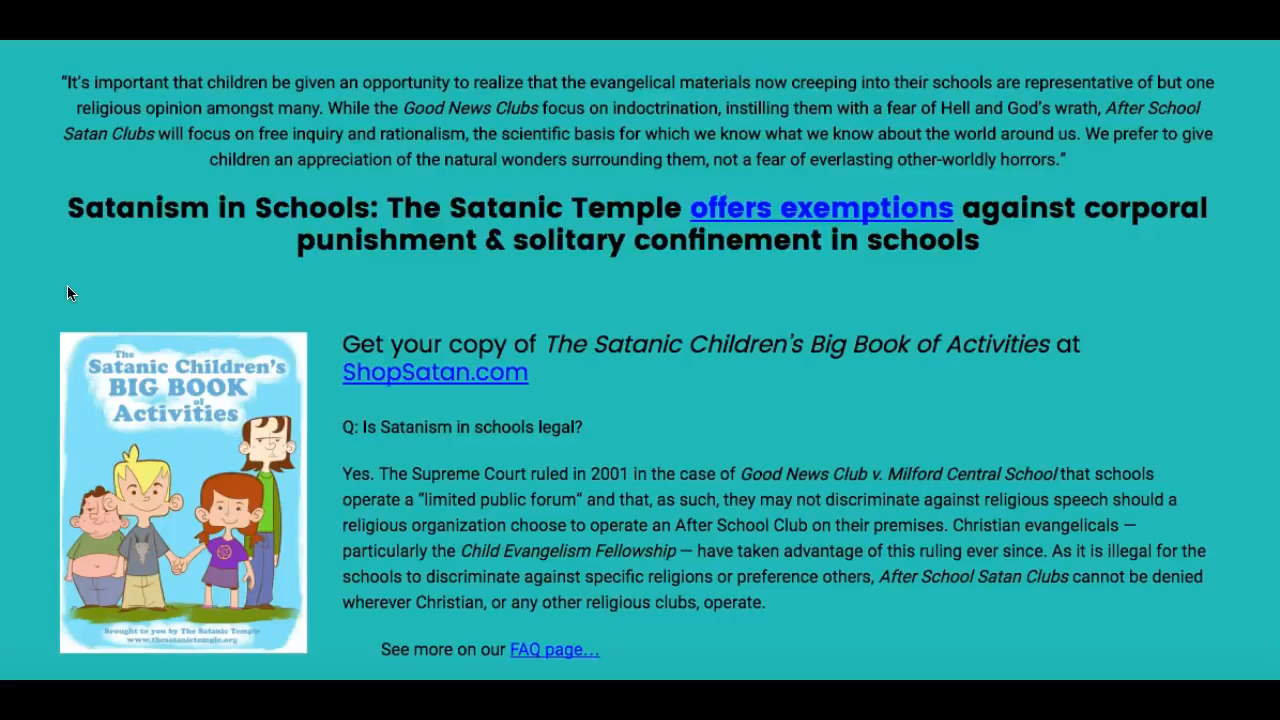 “It’s important that children be given an opportunity to realize that the evangelical materials now creeping into their schools are representative of but one
religious opinion amongst many. While the Good News Clubs focus on indoctrination, instilling them with a fear of Hell and God’s wrath, After School
Satan Clubs will focus on free inquiry and rationalism, the scientific basis for which we know what we know about the world around us. We prefer to give
children an appreciation of the natural wonders surrounding them, not a fear of everlasting other-worldly horrors.”
Satanism in Schools: The Satanic Temple offers exemptions against corporal
punishment & solitary confinement in schools
The
Satanic Children's
BIG BOOK
of
Activities
brought to you by The Satanic Temple
www.thesatanictemple.org
Get your copy of The Satanic Children’s Big Book of Activities at
ShopSatan.com
Q: Is Satanism in schools legal?
Yes. The Supreme Court ruled in 2001 in the case of Good News Club v. Milford Central School that schools
operate a “limited public forum” and that, as such, they may not discriminate against religious speech should a
religious organization choose to operate an After School Club on their premises. Christian evangelicals —
particularly the Child Evangelism Fellowship — have taken advantage of this ruling ever since. As it is illegal for the
schools to discriminate against specific religions or preference others, After School Satan Clubs cannot be denied
wherever Christian, or any other religious clubs, operate.
See more on our FAQ page…